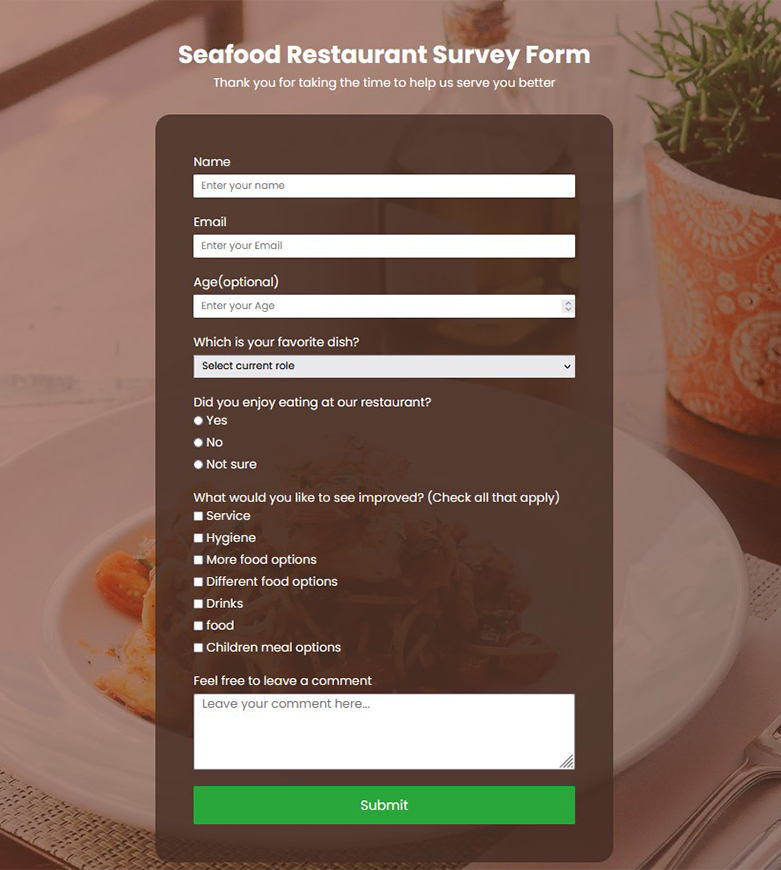 Seafood Restaurant Survey Form
Thank you for taking the time to help us serve you better
Name
Enter your name
Email
Enter your Email
Age(optional)
Enter your Age
Which is your favorite dish?
Select current role
Did you enjoy eating at our restaurant?
Yes
No
Not sure
What would you like to see improved? (Check all that apply)
Service
Hygiene
More food options
Different food options
Drinks
food
Children meal options
Feel free to leave a comment
Leave your comment here...
Submit